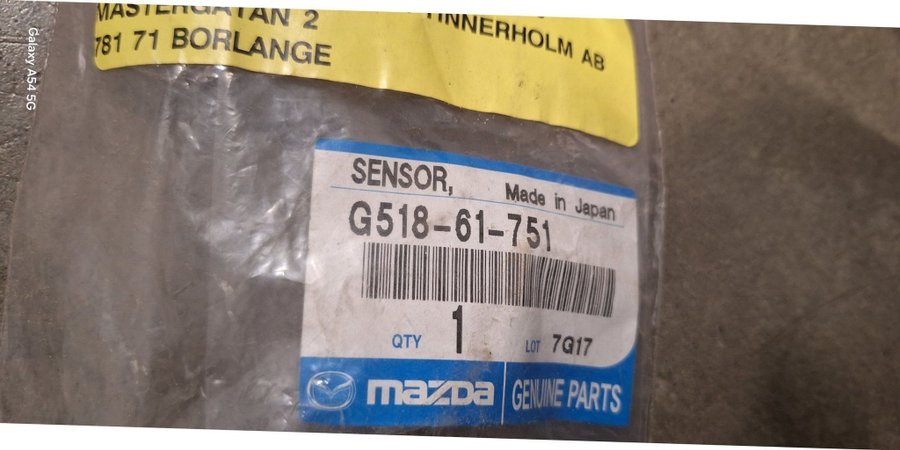 MASTERGATAN 2
781 71 BORLANGE
TINNERHOLM AB
SENSOR,
Made in Japan
G518-61-751
QTY 1 LOT 7G17
mazda GENUINE PARTS
Galaxy A54 5G